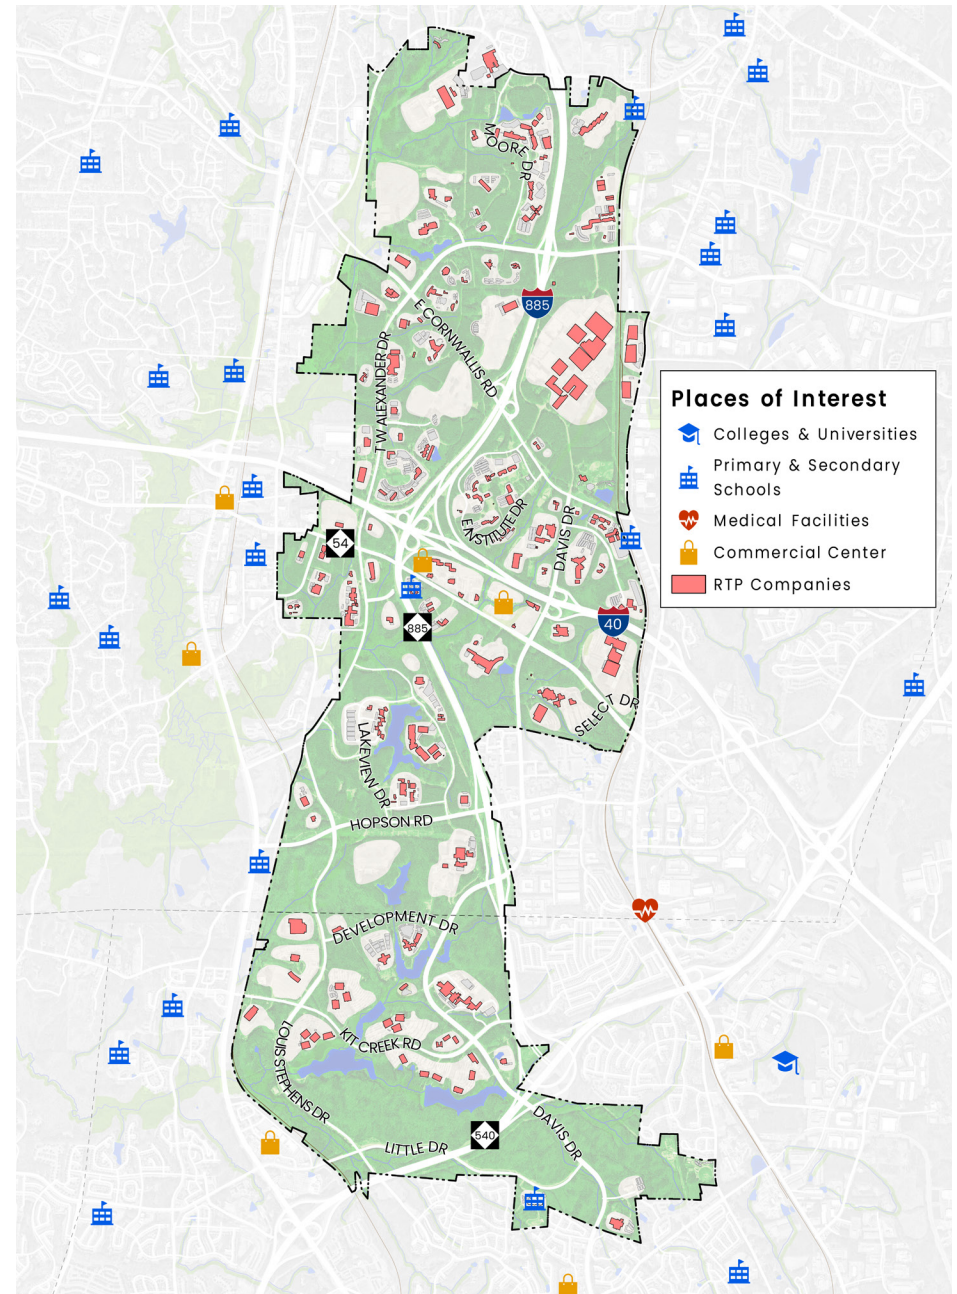 MOORE DR
885
E CORNWALLIS RD
T W ALEXANDER DR
Places of Interest
Colleges & Universities
Primary & Secondary
Schools
Medical Facilities
Commercial Center
RTP Companies
E INSTITUTE DR
DAVIS DR
54
40
885
SELECT DR
LAKEVIEW DR
HOPSON RD
DEVELOPMENT DR
KIT CREEK RD
LOUIS STEPHENS DR
DAVIS DR
540
LITTLE DR